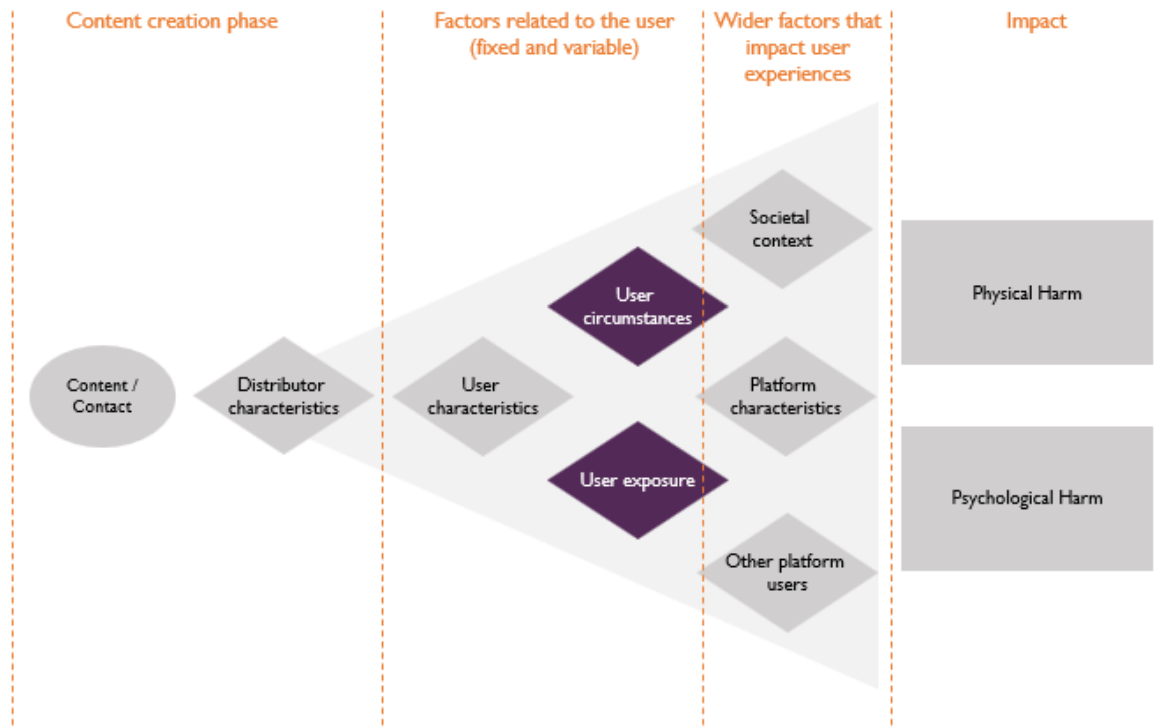 Content creation phase
Factors related to the user
(fixed and variable)
Wider factors that
impact user
experiences
Impact
Content /
Contact
Distributor
characteristics
User
characteristics
User
circumstances
User exposure
Societal
context
Platform
characteristics
Other platform
users
Physical Harm
Psychological Harm